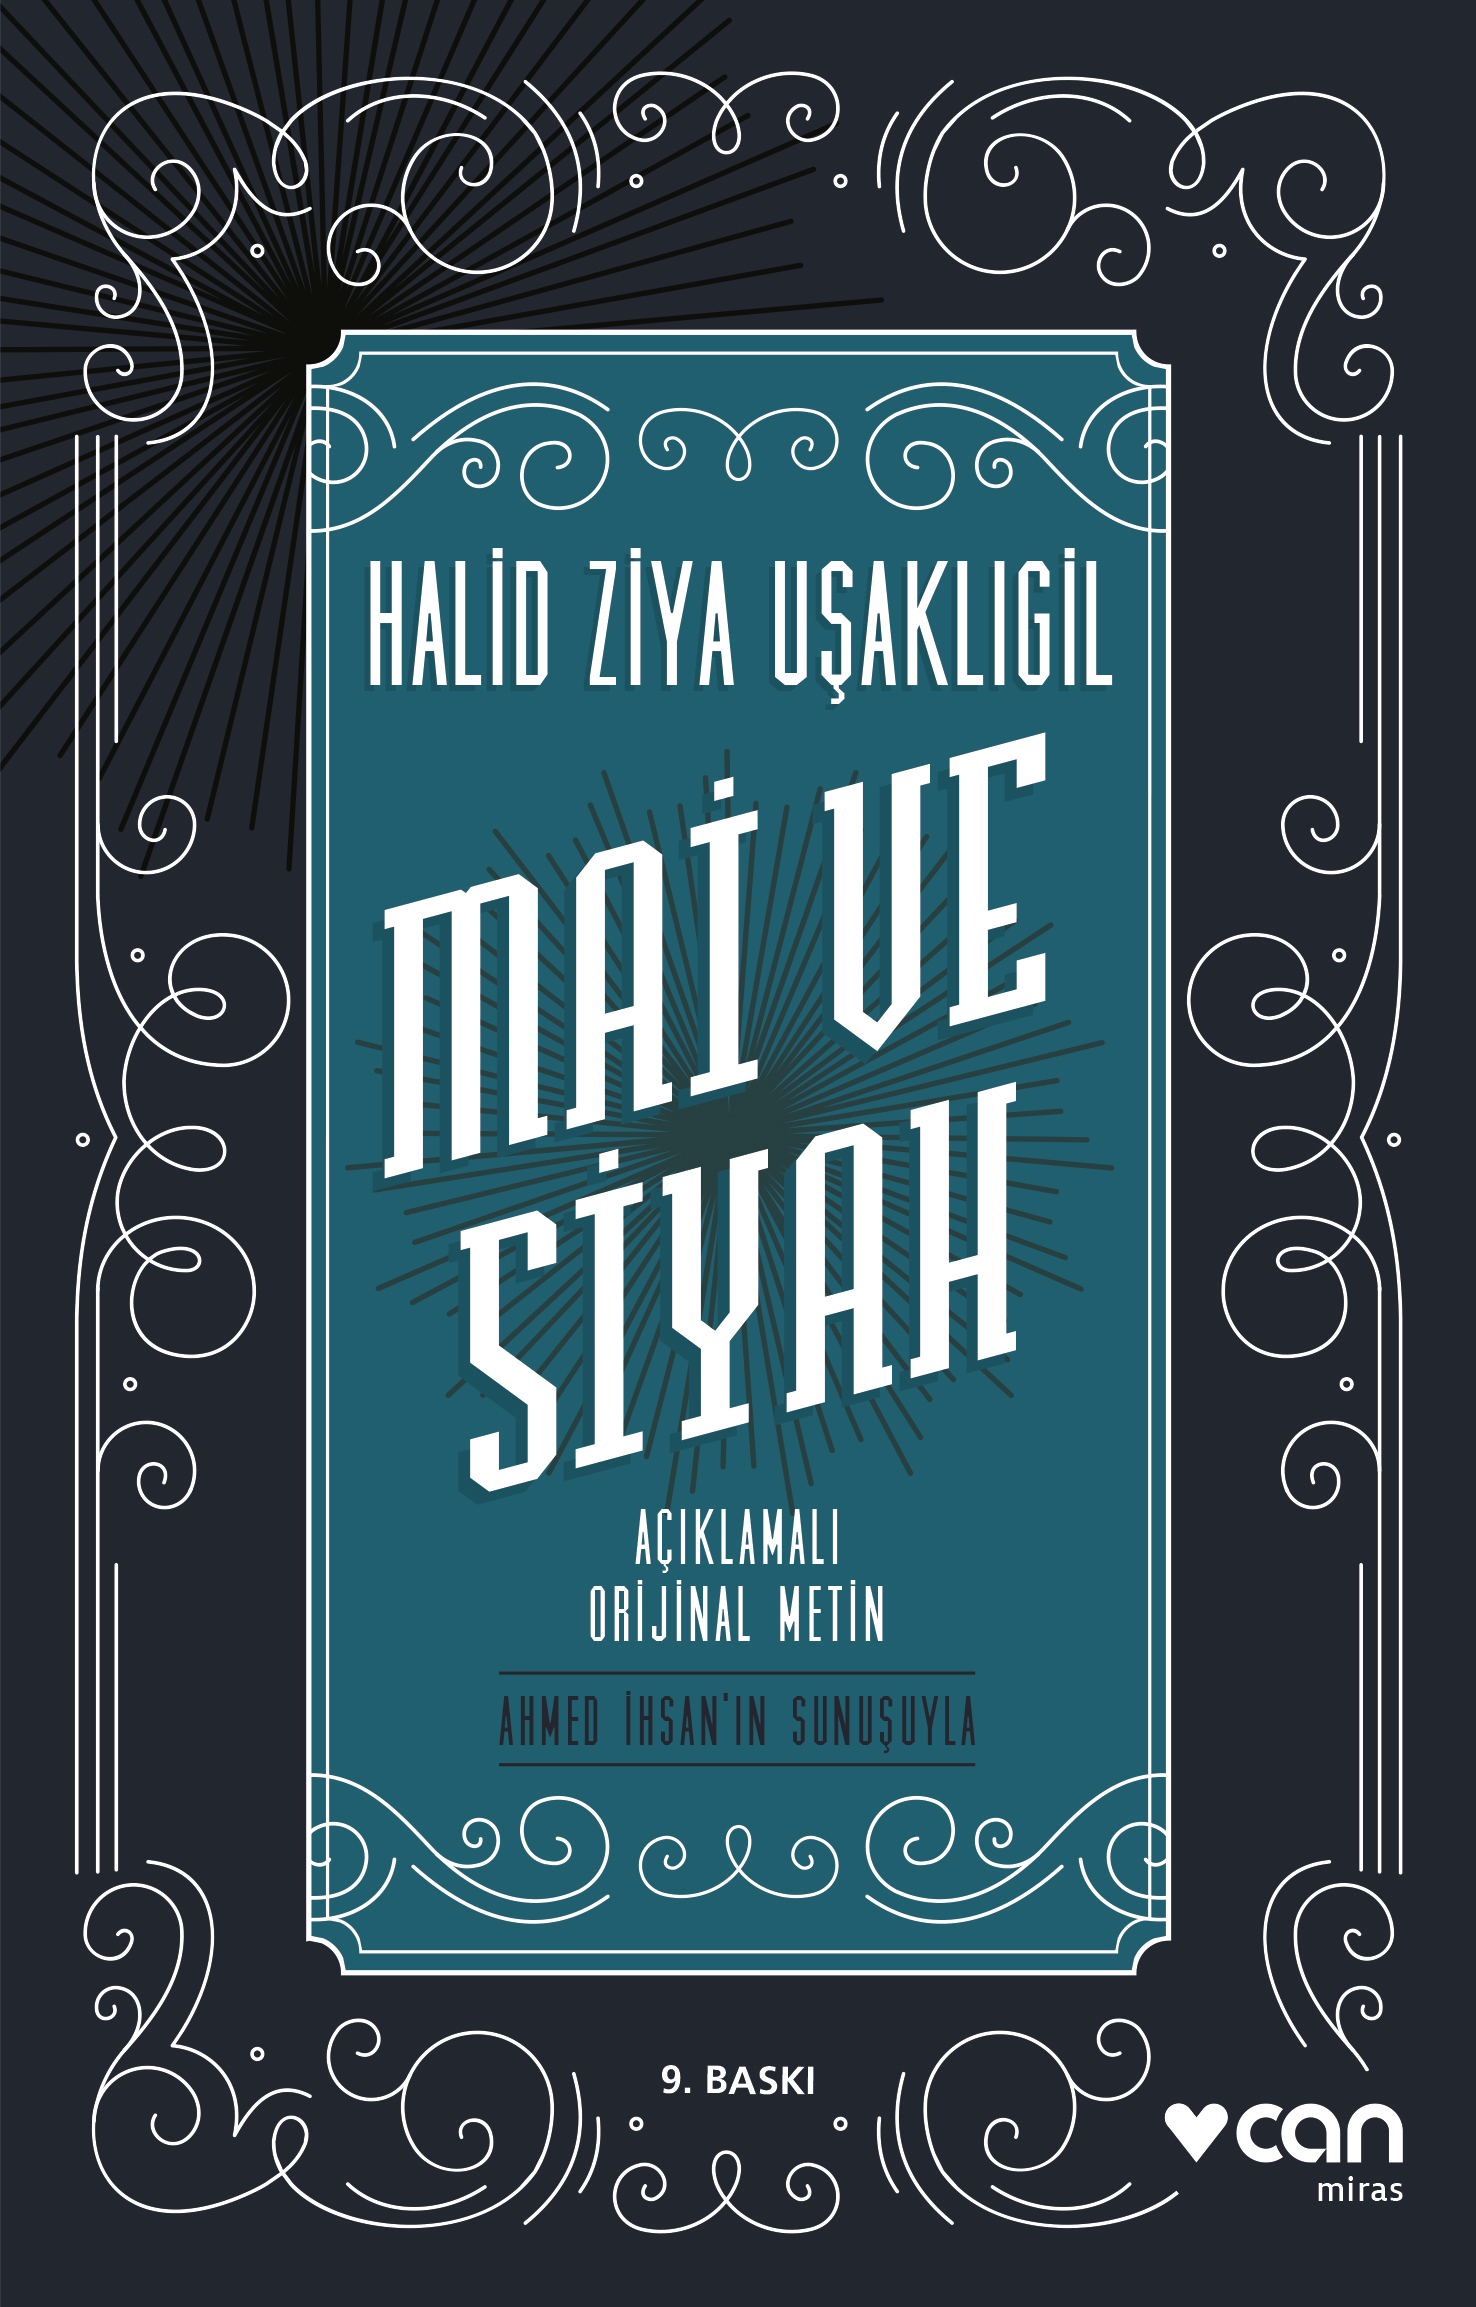 HALİD ZİYA UŞAKLIGİL
MAİ VE
SİYAH
AÇIKLAMALI
ORİJİNAL METİN
AHMED İHSAN'IN SUNUŞUYLA
9. BASKI
can
miras